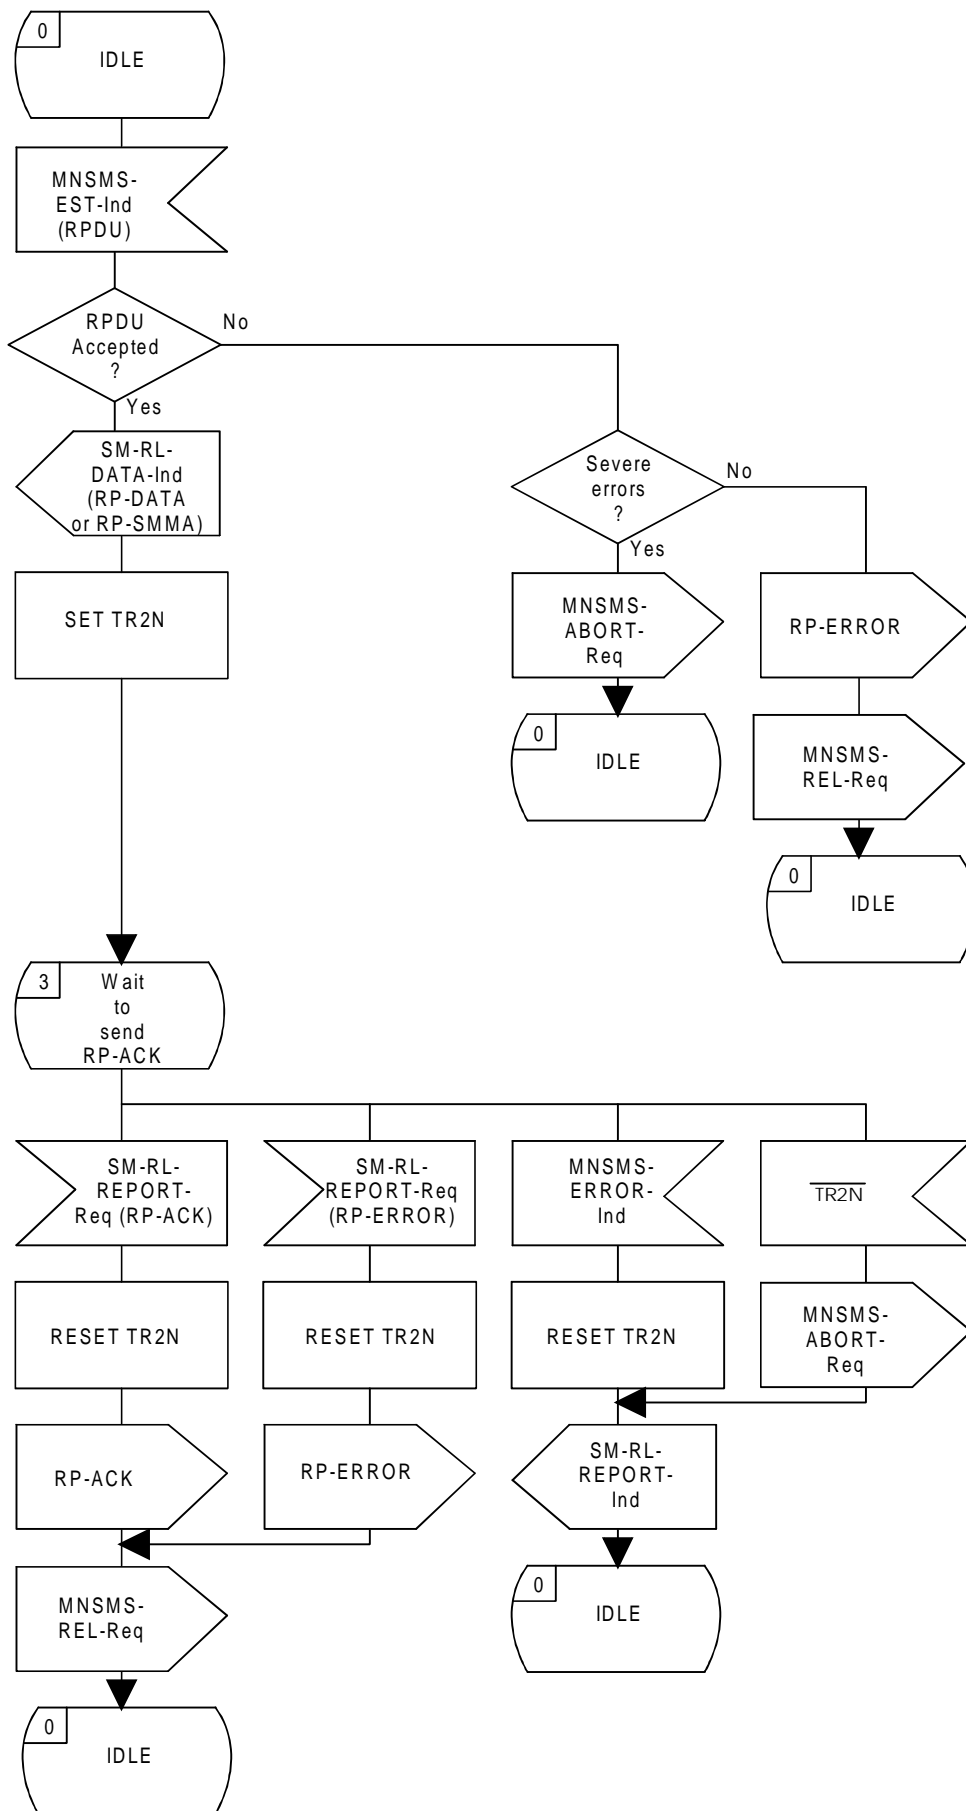 0
IDLE
MNSMS-
EST-Ind
(RPDU)
RPDU
Accepted
?
No
Yes
SM-RL-
DATA-Ind
(RP-DATA
or RP-SMMA)
Severe
errors
?
No
Yes
SET TR2N
MNSMS-
ABORT-
Req
RP-ERROR
0
IDLE
MNSMS-
REL-Req
0
IDLE
3
Wait
to
send
RP-ACK
SM-RL-
REPORT-
Req (RP-ACK)
SM-RL-
REPORT-Req
(RP-ERROR)
MNSMS-
ERROR-
Ind
TR2N
RESET TR2N
RESET TR2N
RESET TR2N
MNSMS-
ABORT-
Req
RP-ACK
RP-ERROR
SM-RL-
REPORT-
Ind
MNSMS-
REL-Req
0
IDLE
0
IDLE